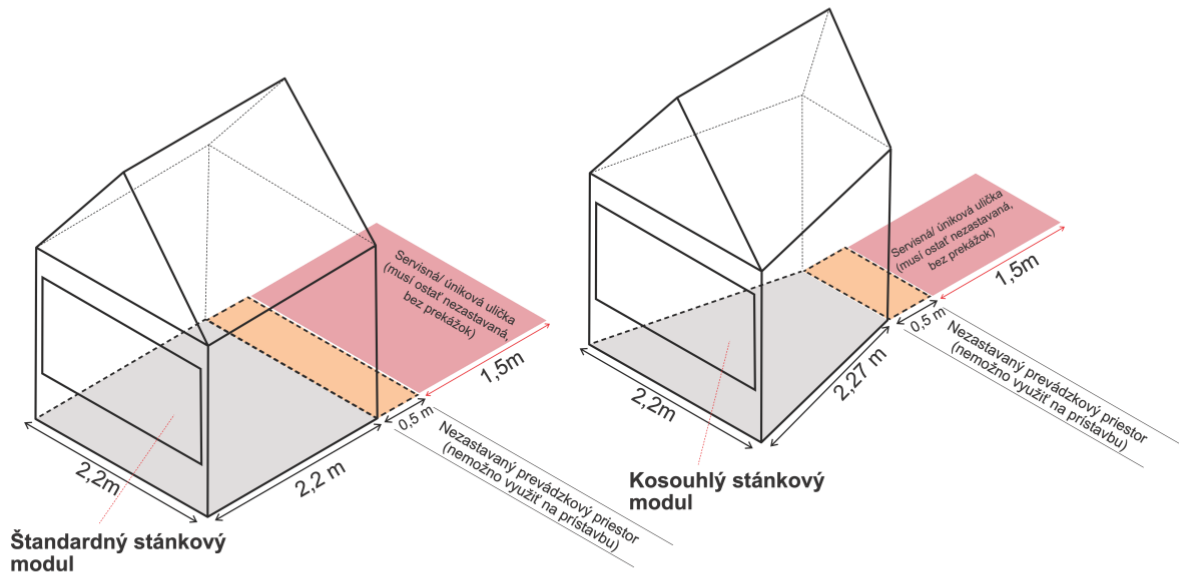 Servisná/ úniková ulička
(musí ostať nezastavaná,
bez prekážok)
1,5m
0,5 m
2,2m
2,2 m
Nezastavaný prevádzkový priestor
(nemožno využiť na prístavbu)
Štandardný stánkový
modul
Servisná/ úniková ulička
(musí ostať nezastavaná,
bez prekážok)
1,5m
0,5 m
2,2m
2,27 m
Nezastavaný prevádzkový priestor
(nemožno využiť na prístavbu)
Kosouhlý stánkový
modul